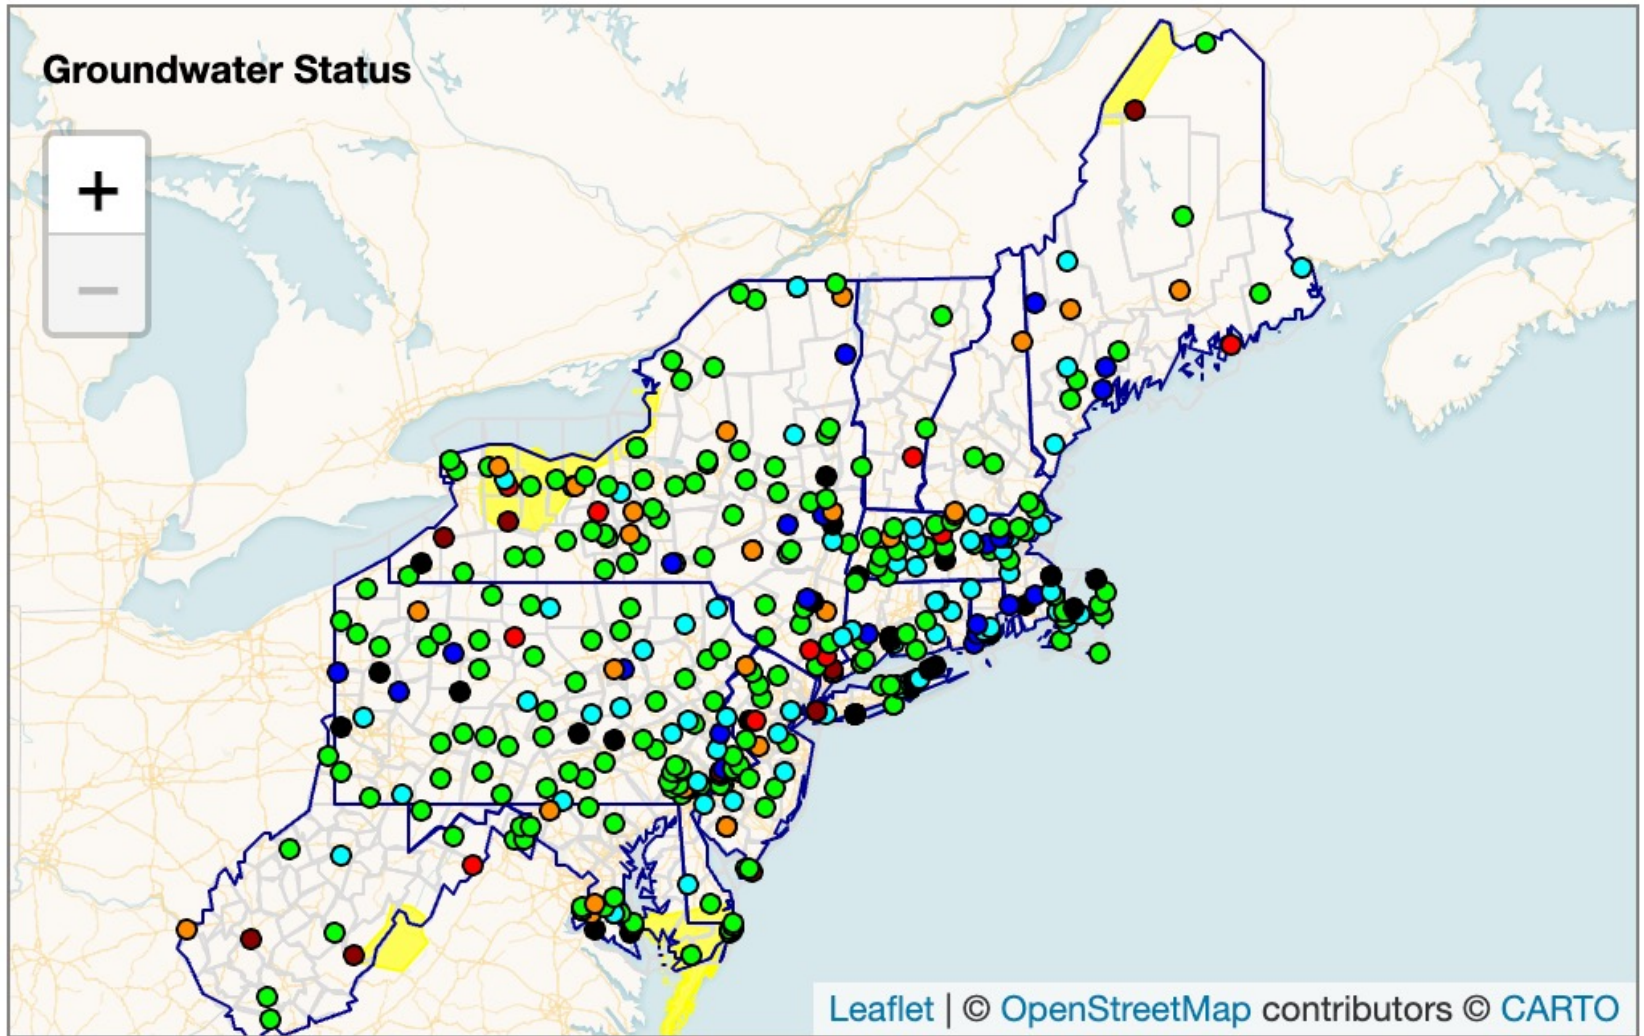 Groundwater Status
+
−
Leaflet | © OpenStreetMap contributors © CARTO